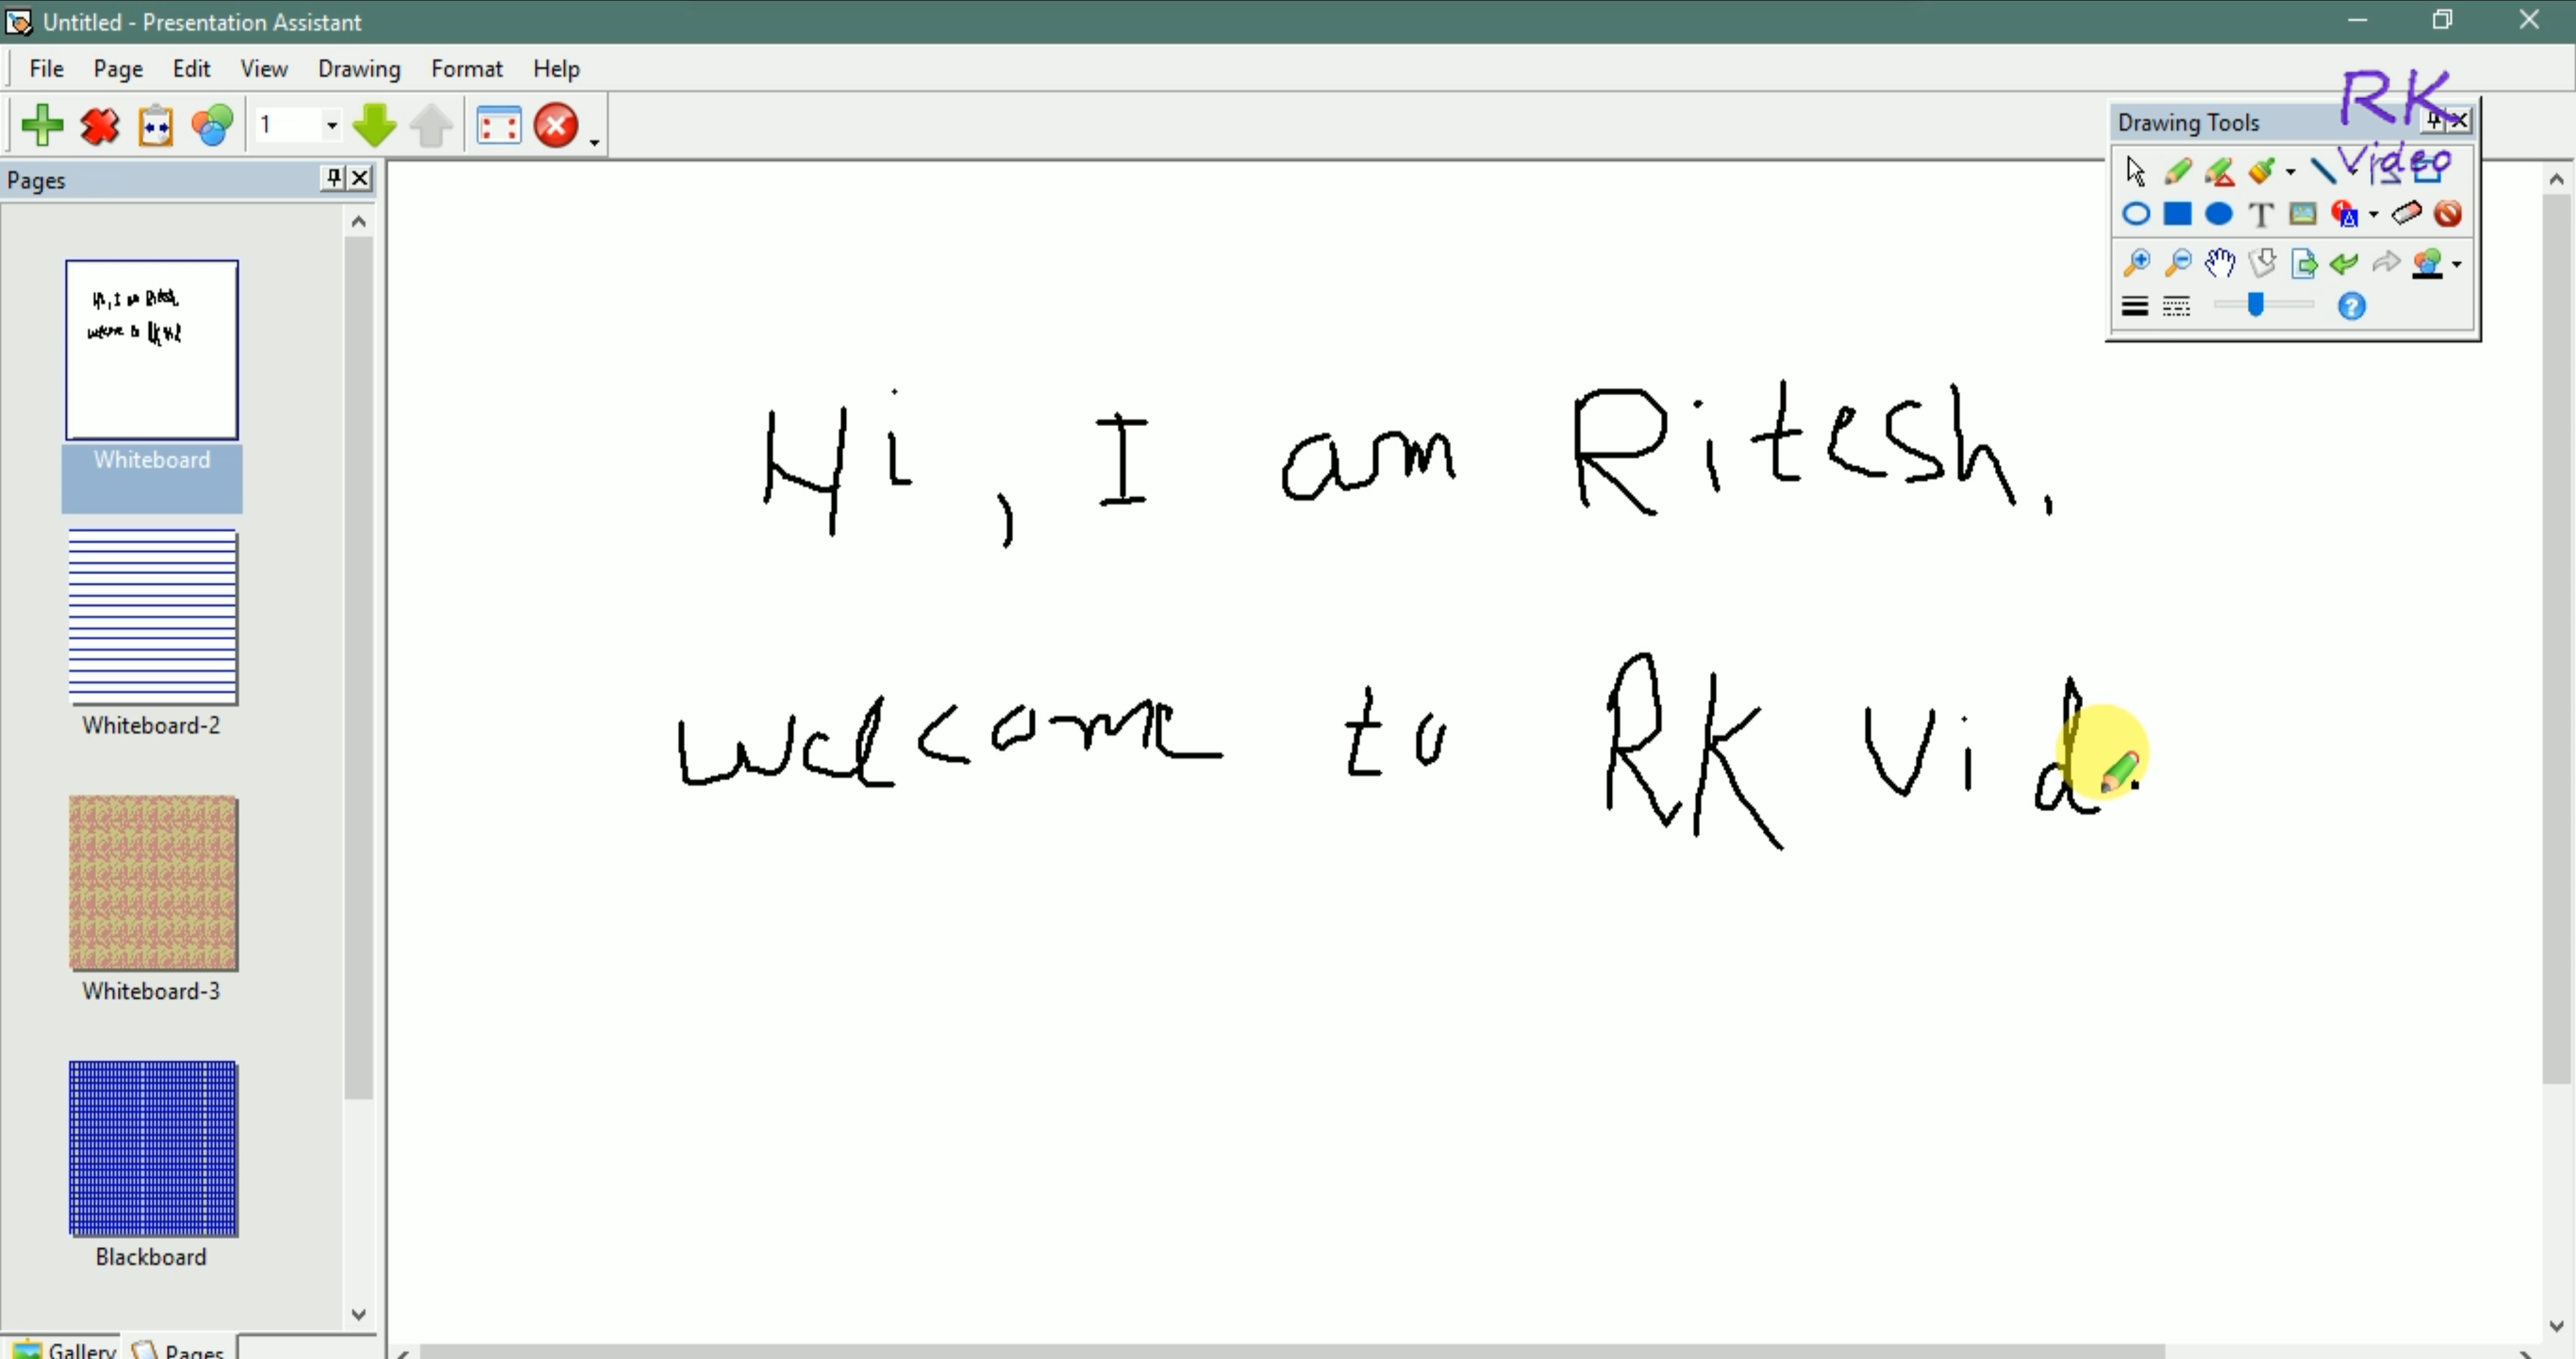 Untitled - Presentation Assistant
File Page Edit View Drawing Format Help
RK
Video
1
Drawing Tools
Pages
Whiteboard
Whiteboard-2
Whiteboard-3
Blackboard
Gallery Pages
Hi, I am Ritesh.
welcome to RK Vid.